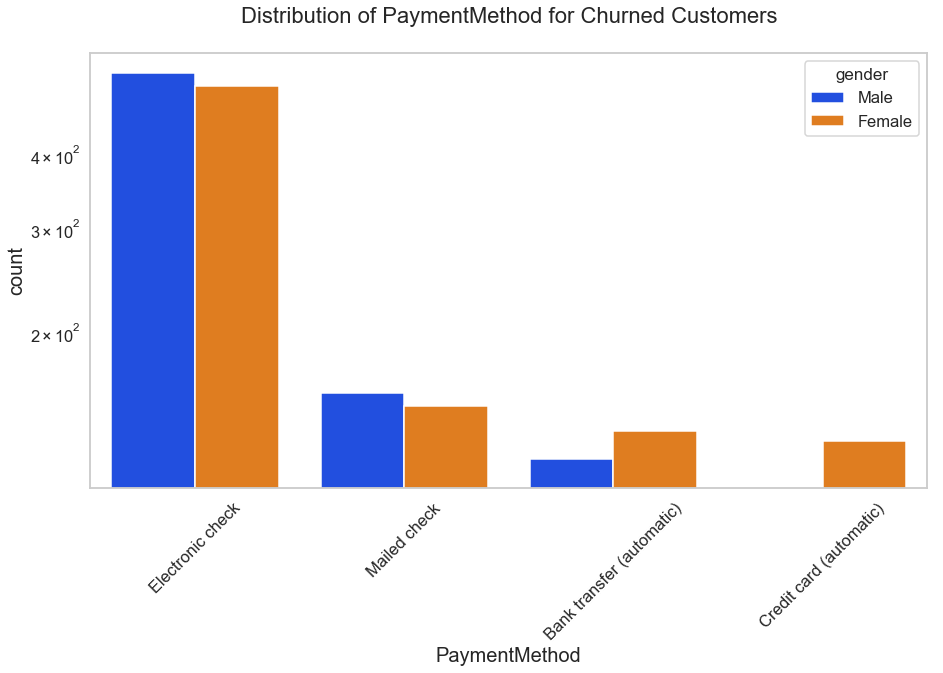 Distribution of PaymentMethod for Churned Customers
gender
Male
Female
4 × 10²
3 × 10²
2 × 10²
count
Electronic check
Mailed check
Bank transfer (automatic)
Credit card (automatic)
PaymentMethod